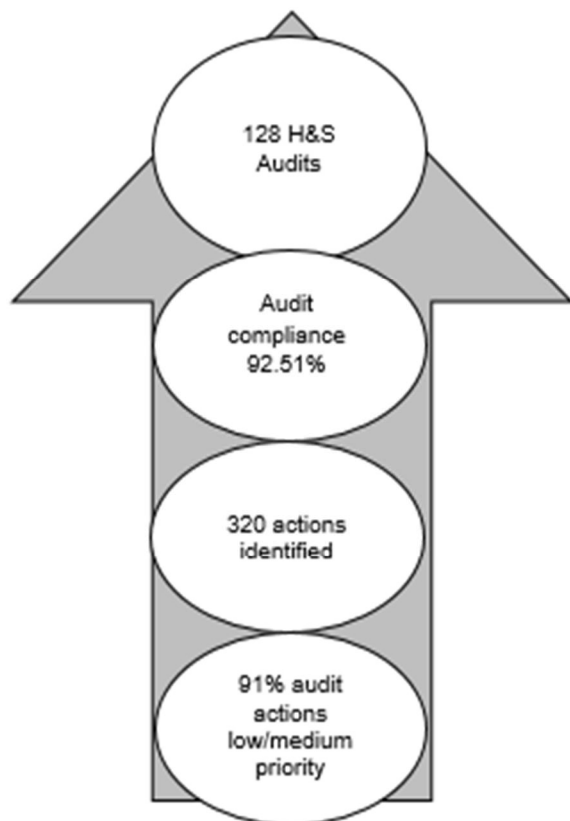 128 H&S
Audits
Audit
compliance
92.51%
320 actions
identified
91% audit
actions
low/medium
priority